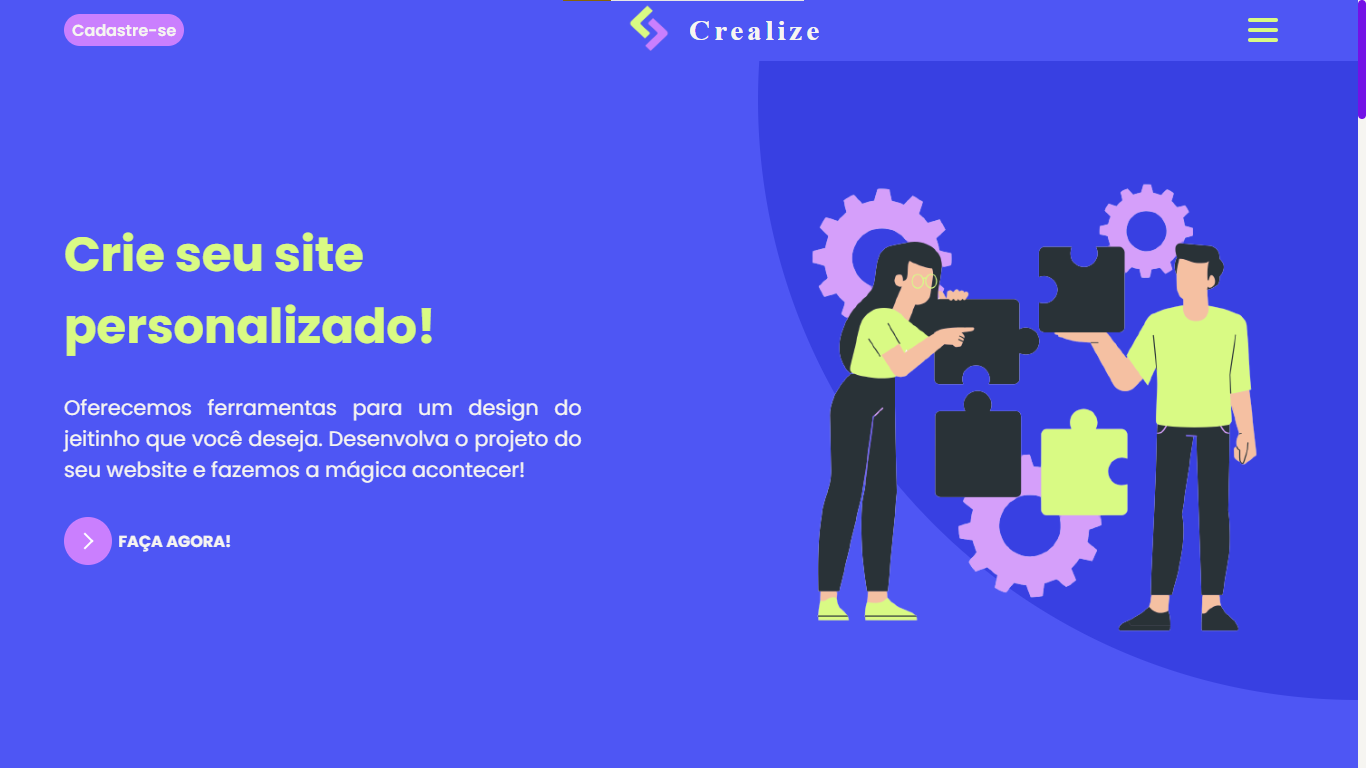 Cadastre-se
Crealize
Crie seu site
personalizado!
Oferecemos ferramentas para um design do
jeitinho que você deseja. Desenvolva o projeto do
seu website e fazemos a mágica acontecer!
FAÇA AGORA!